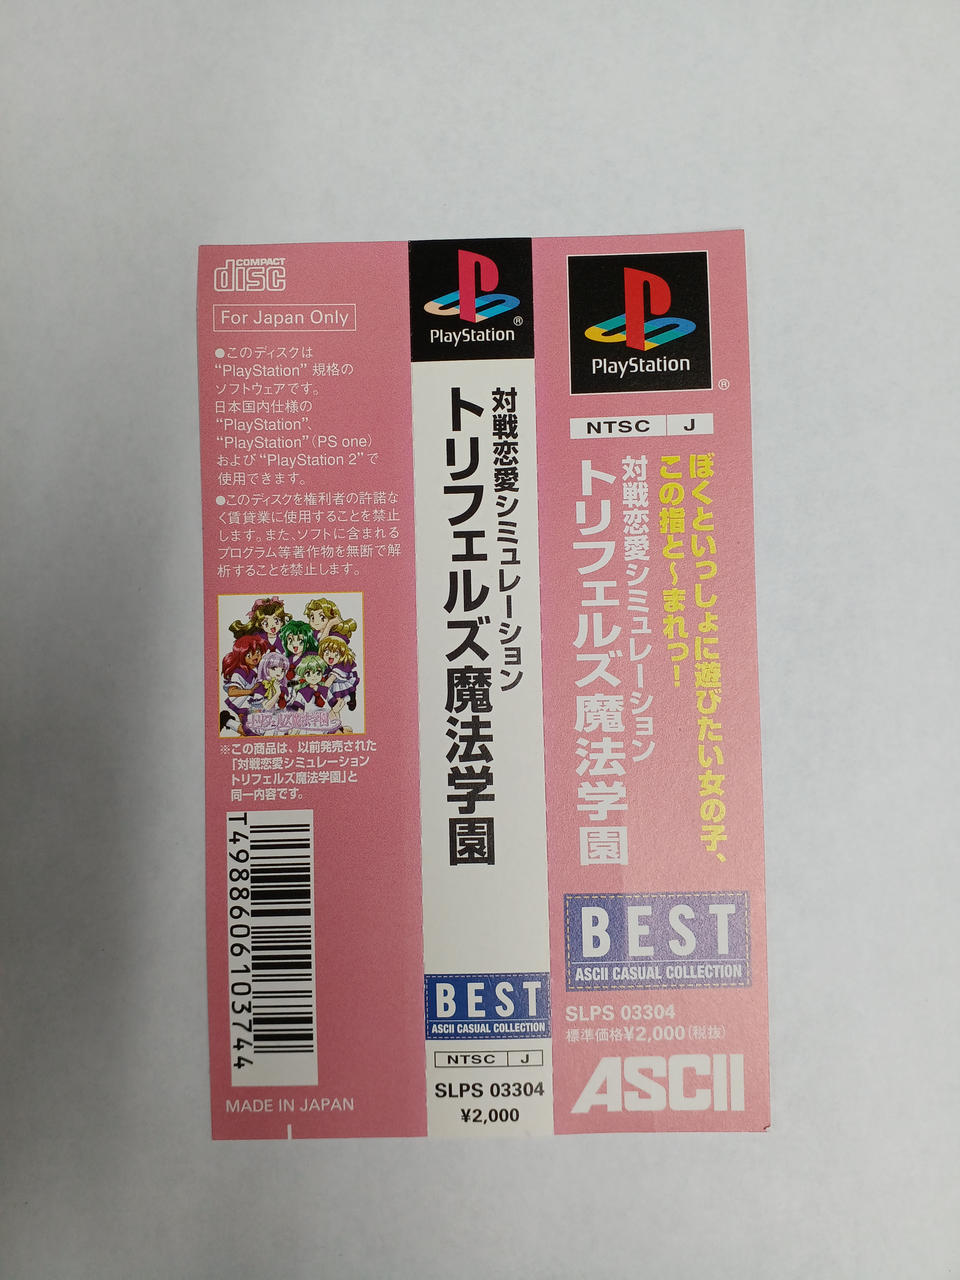 COMPACT
disc
For Japan Only
●このディスクは
“PlayStation” 規格の
ソフトウェアです。
日本国内仕様の
“PlayStation”、
“PlayStation”（PS one）
および“PlayStation 2”で
使用できます。
●このディスクを権利者の許諾な
く賃貸業に使用することを禁止
します。また、ソフトに含まれる
プログラム等著作物を無断で解
析することを禁止します。
トリフェルズ魔法学園
※この商品は、以前発売された
「対戦恋愛シミュレーション
トリフェルズ魔法学園」と
同一内容です。
T4988606103744
MADE IN JAPAN
PlayStation®
対戦恋愛シミュレーション
トリフェルズ魔法学園
BEST
ASCII CASUAL COLLECTION
NTSC J
SLPS 03304
¥2,000
PlayStation
®
NTSC J
ぼくといっしょに遊びたい女の子、
この指と〜まれっ！
対戦恋愛シミュレーション
トリフェルズ魔法学園
BEST
ASCII CASUAL COLLECTION
SLPS 03304
標準価格¥2,000（税抜）
ASCII